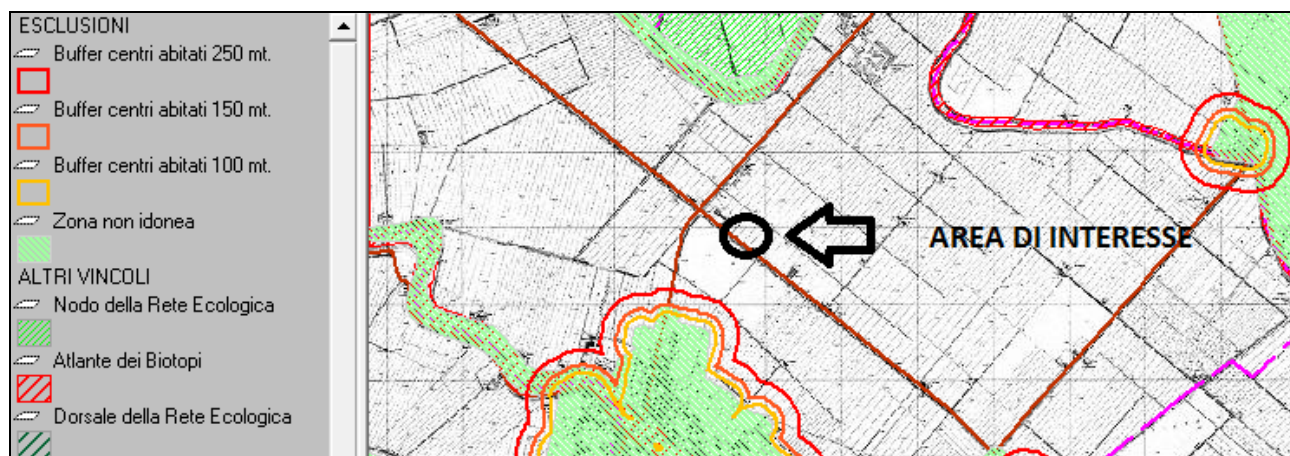 ESCLUSIONI
Buffer centri abitati 250 mt.
Buffer centri abitati 150 mt.
Buffer centri abitati 100 mt.
Zona non idonea
ALTRI VINCOLI
Nodo della Rete Ecologica
Atlante dei Biotopi
Dorsale della Rete Ecologica
AREA DI INTERESSE